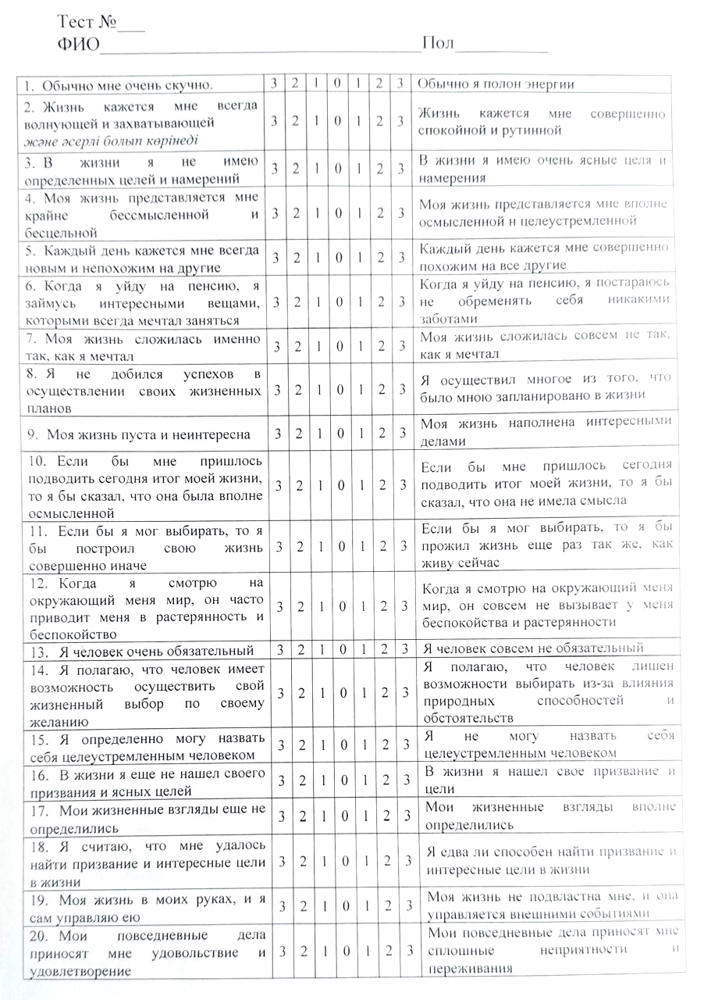 Тест №___
ФИО________________________________Пол__________
1. Обычно мне очень скучно. 3 2 1 0 1 2 3 Обычно я полон энергии
2. Жизнь кажется мне всегда
волнующей и захватывающей
және әсерлі болып көрінеді
3 2 1 0 1 2 3
Жизнь кажется мне совершенно
спокойной и рутинной
3. В жизни я не имею
определенных целей и намерений
3 2 1 0 1 2 3
В жизни я имею очень ясные целя и
намерения
4. Моя жизнь представляется мне
крайне бессмысленной и
бесцельной
3 2 1 0 1 2 3
Моя жизнь представляется мне вполне
осмысленной н целеустремленной
5. Каждый день кажется мне всегда
новым и непохожим на другие
3 2 1 0 1 2 3
Каждый день кажется мне совершенно
похожим на все другие
6. Когда я уйду на пенсию, я
займусь интересными вещами,
которыми всегда мечтал заняться
3 2 1 0 1 2 3
Когда я уйду на пенсию, я постараюсь
не обременять себя никакими
заботами
7. Моя жизнь сложилась именно
так, как я мечтал
3 2 1 0 1 2 3
Моя жизнь сложилась совсем не так,
как я мечтал
8. Я не добился успехов в
осуществлении своих жизненных
планов
3 2 1 0 1 2 3
Я осуществил многое из того, что
было мною запланировано в жизни
9. Моя жизнь пуста и неинтересна
3 2 1 0 1 2 3
Моя жизнь наполнена интересными
делами
10. Если бы мне пришлось
подводить сегодня итог моей жизни,
то я бы сказал, что она была вполне
осмысленной
3 2 1 0 1 2 3
Если бы мне пришлось сегодня
подводить итог моей жизни, то я бы
сказал, что она не имела смысла
11. Если бы я мог выбирать, то я
бы построил свою жизнь
совершенно иначе
3 2 1 0 1 2 3
Если бы я мог выбирать, то я бы
прожил жизнь еще раз так же, как
живу сейчас
12. Когда я смотрю на
окружающий меня мир, он часто
приводит меня в растерянность и
беспокойство
3 2 1 0 1 2 3
Когда я смотрю на окружающий меня
мир, он совсем не вызывает у меня
беспокойства и растерянности
13. Я человек очень обязательный 3 2 1 0 1 2 3 Я человек совсем не обязательный
14. Я полагаю, что человек имеет
возможность осуществить свой
жизненный выбор по своему
желанию
3 2 1 0 1 2 3
Я полагаю, что человек лишен
возможности выбирать из-за влияния
природных способностей и
обстоятельств
15. Я определенно могу назвать
себя целеустремленным человеком
3 2 1 0 1 2 3
Я не могу назвать себя
целеустремленным человеком
16. В жизни я еще не нашел своего
призвания и ясных целей
3 2 1 0 1 2 3
В жизни я нашел свое призвание и
цели
17. Мои жизненные взгляды еще не
определились
3 2 1 0 1 2 3
Мои жизненные взгляды вполне
определились
18. Я считаю, что мне удалось
найти призвание и интересные цели
в жизни
3 2 1 0 1 2 3
Я едва ли способен найти призвание и
интересные цели в жизни
19. Моя жизнь в моих руках, и я
сам управляю ею
3 2 1 0 1 2 3
Моя жизнь не подвластна мне, и она
управляется внешними событиями
20. Мои повседневные дела
приносят мне удовольствие и
удовлетворение
3 2 1 0 1 2 3
Мои повседневные дела приносят мне
сплошные неприятности и
переживания